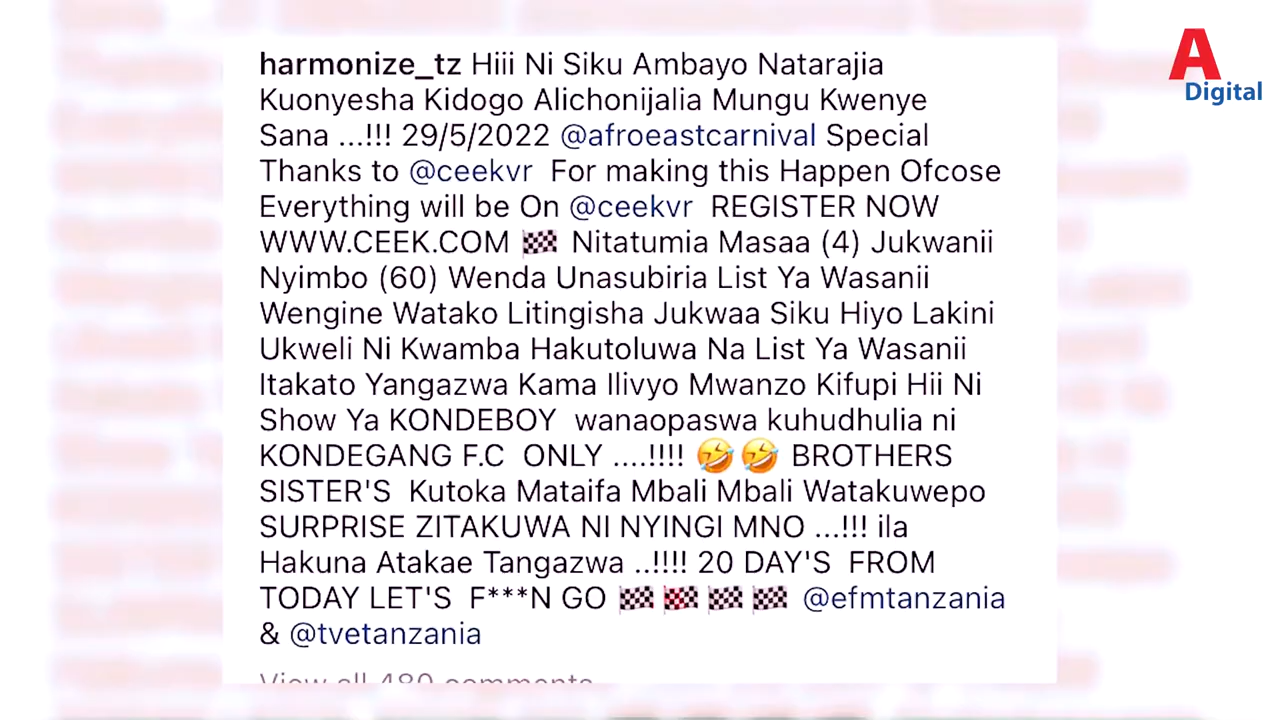 A
Digital
harmonize_tz Hiii Ni Siku Ambayo Natarajia
Kuonyesha Kidogo Alichonijalia Mungu Kwenye
Sana ...!!! 29/5/2022 @afroeastcarnival Special
Thanks to @ceekvr For making this Happen Ofcose
Everything will be On @ceekvr REGISTER NOW
WWW.CEEK.COM 🏁 Nitatumia Masaa (4) Jukwanii
Nyimbo (60) Wenda Unasubiria List Ya Wasanii
Wengine Watako Litingisha Jukwaa Siku Hiyo Lakini
Ukweli Ni Kwamba Hakutoluwa Na List Ya Wasanii
Itakato Yangazwa Kama Ilivyo Mwanzo Kifupi Hii Ni
Show Ya KONDEBOY wanaopaswa kuhudhulia ni
KONDEGANG F.C ONLY ....!!!! 🤣🤣 BROTHERS
SISTER'S Kutoka Mataifa Mbali Mbali Watakuwepo
SURPRISE ZITAKUWA NI NYINGI MNO ...!!! ila
Hakuna Atakae Tangazwa ..!!!! 20 DAY'S FROM
TODAY LET'S F***N GO 🏁🏁🏁🏁 @efmtanzania
& @tvetanzania
View all 480 comments